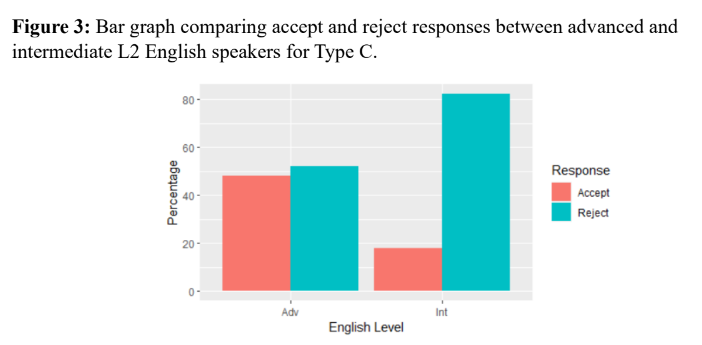 Figure 3: Bar graph comparing accept and reject responses between advanced and
intermediate L2 English speakers for Type C.
80
60
40
20
0
Percentage
Adv
Int
English Level
Response
Accept
Reject